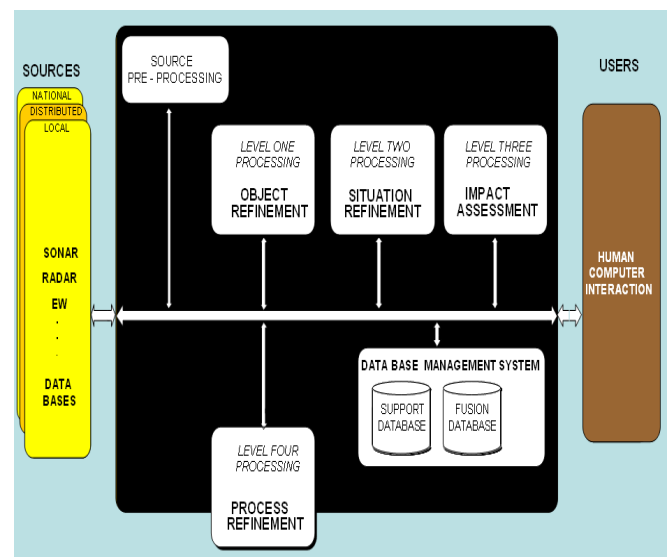 SOURCES
NATIONAL
DISTRIBUTED
LOCAL
SONAR
RADAR
EW
.
.
.
DATA
BASES
SOURCE
PRE - PROCESSING
LEVEL ONE
PROCESSING
OBJECT
REFINEMENT
LEVEL TWO
PROCESSING
SITUATION
REFINEMENT
LEVEL THREE
PROCESSING
IMPACT
ASSESSMENT
DATA BASE MANAGEMENT SYSTEM
SUPPORT
DATABASE
FUSION
DATABASE
LEVEL FOUR
PROCESSING
PROCESS
REFINEMENT
USERS
HUMAN
COMPUTER
INTERACTION